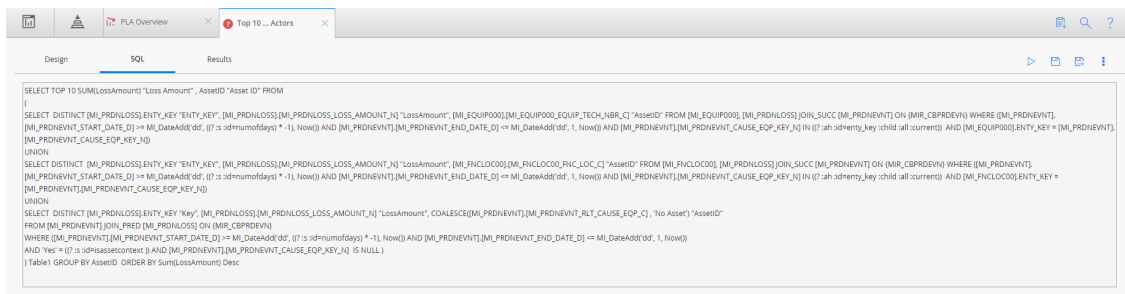 PLA Overview
Top 10 ... Actors
Design SQL Results
SELECT TOP 10 SUM(LossAmount) "Loss Amount" , AssetID "Asset ID" FROM
(
SELECT  DISTINCT [MI_PRDNLOSS].ENTY_KEY "ENTY_KEY", [MI_PRDNLOSS].[MI_PRDNLOSS_LOSS_AMOUNT_N] "LossAmount", [MI_EQUIP000].[MI_EQUIP000_EQUIP_TECH_NBR_C] "AssetID" FROM [MI_EQUIP000], [MI_PRDNLOSS] JOIN_SUCC [MI_PRDNEVNT] ON {MIR_CBPRDEVN} WHERE ([MI_PRDNEVNT].
[MI_PRDNEVNT_START_DATE_D] >= MI_DateAdd('dd', ((? :s :id=numofdays) * -1), Now()) AND [MI_PRDNEVNT].[MI_PRDNEVNT_END_DATE_D] <= MI_DateAdd('dd', 1, Now()) AND [MI_PRDNEVNT].[MI_PRDNEVNT_CAUSE_EQP_KEY_N] IN ((? :ah :id=enty_key :child :all :current))  AND [MI_EQUIP000].ENTY_KEY = [MI_PRDNEVNT].
[MI_PRDNEVNT_CAUSE_EQP_KEY_N])
UNION
SELECT DISTINCT  [MI_PRDNLOSS].ENTY_KEY "ENTY_KEY", [MI_PRDNLOSS].[MI_PRDNLOSS_LOSS_AMOUNT_N] "LossAmount", [MI_FNCLOC00].[MI_FNCLOC00_FNC_LOC_C] "AssetID" FROM [MI_FNCLOC00], [MI_PRDNLOSS] JOIN_SUCC [MI_PRDNEVNT] ON {MIR_CBPRDEVN} WHERE ([MI_PRDNEVNT].
[MI_PRDNEVNT_START_DATE_D] >= MI_DateAdd('dd', ((? :s :id=numofdays) * -1), Now()) AND [MI_PRDNEVNT].[MI_PRDNEVNT_END_DATE_D] <= MI_DateAdd('dd', 1, Now()) AND [MI_PRDNEVNT].[MI_PRDNEVNT_CAUSE_EQP_KEY_N] IN ((? :ah :id=enty_key :child :all :current))  AND [MI_FNCLOC00].ENTY_KEY =
[MI_PRDNEVNT].[MI_PRDNEVNT_CAUSE_EQP_KEY_N])
UNION
SELECT  DISTINCT [MI_PRDNLOSS].ENTY_KEY "Key", [MI_PRDNLOSS].[MI_PRDNLOSS_LOSS_AMOUNT_N] "LossAmount", COALESCE([MI_PRDNEVNT].[MI_PRDNEVNT_RLT_CAUSE_EQP_C] , 'No Asset') "AssetID"
FROM [MI_PRDNEVNT] JOIN_PRED [MI_PRDNLOSS] ON {MIR_CBPRDEVN}
WHERE ([MI_PRDNEVNT].[MI_PRDNEVNT_START_DATE_D] >= MI_DateAdd('dd', ((? :s :id=numofdays) * -1), Now()) AND [MI_PRDNEVNT].[MI_PRDNEVNT_END_DATE_D] <= MI_DateAdd('dd', 1, Now())
AND 'Yes' = ((? :s :id=isassetcontext )) AND [MI_PRDNEVNT].[MI_PRDNEVNT_CAUSE_EQP_KEY_N]  IS NULL )
) Table1 GROUP BY AssetID  ORDER BY Sum(LossAmount) Desc